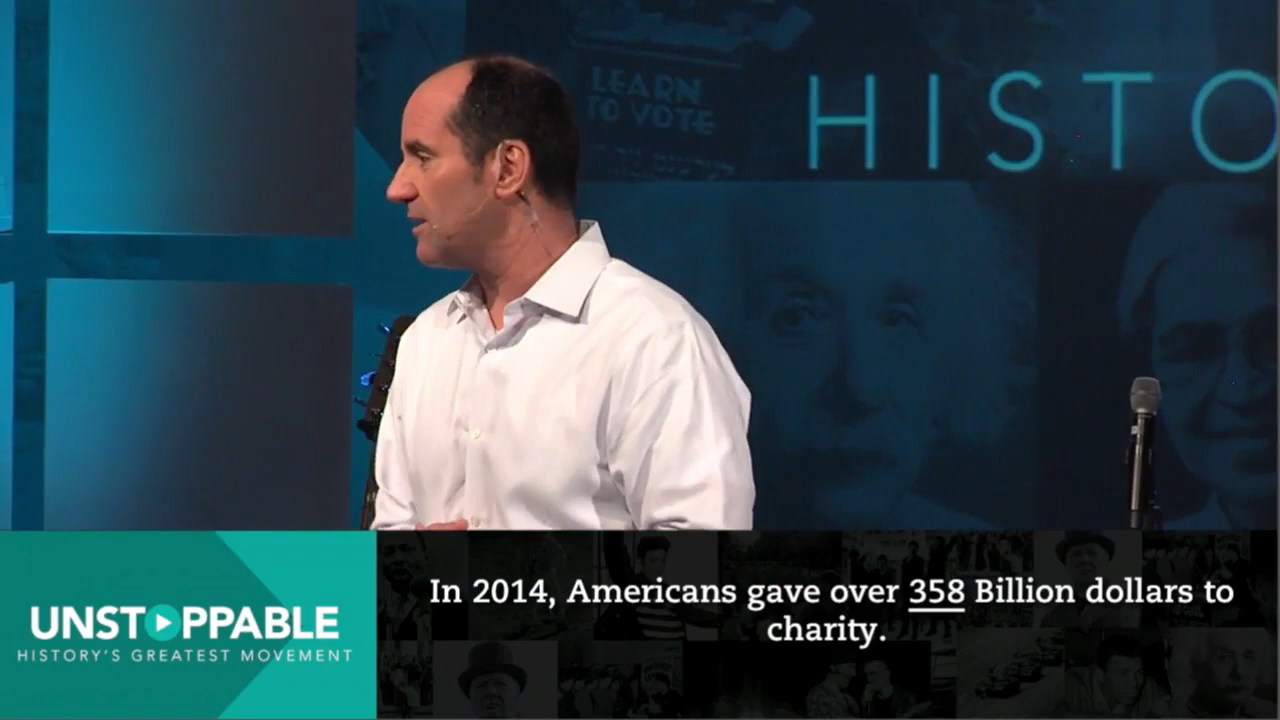 LEARN
TO VOTE
HISTO
In 2014, Americans gave over 358 Billion dollars to
charity.
UNSTOPPABLE
HISTORY'S GREATEST MOVEMENT